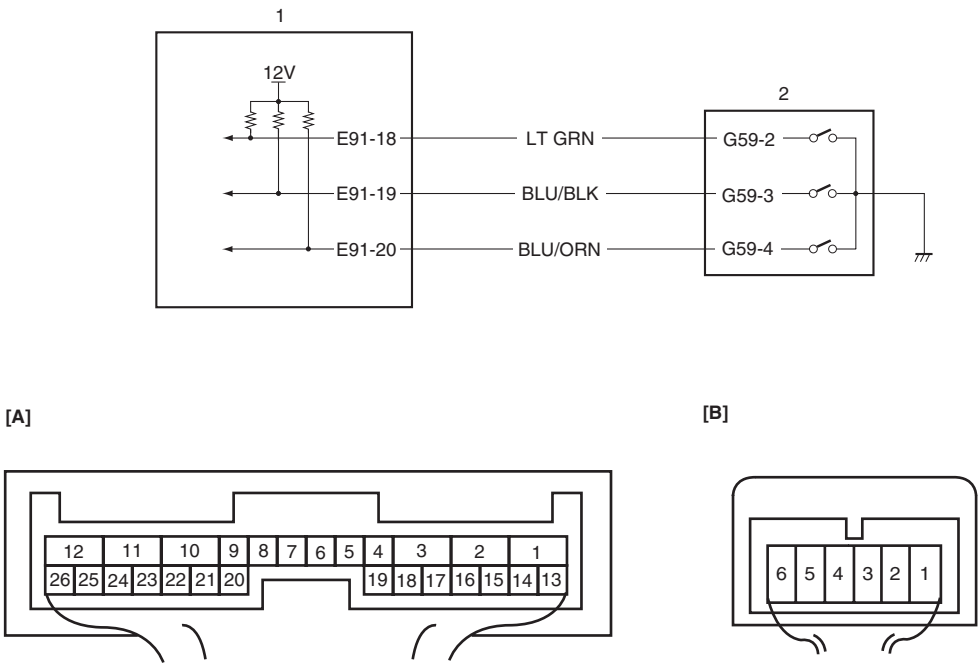 1
12V
2
E91-18 LT GRN G59-2
E91-19 BLU/BLK G59-3
E91-20 BLU/ORN G59-4
[A] [B]
12 11 10 9 8 7 6 5 4 3 2 1
26 25 24 23 22 21 20 19 18 17 16 15 14 13
6 5 4 3 2 1